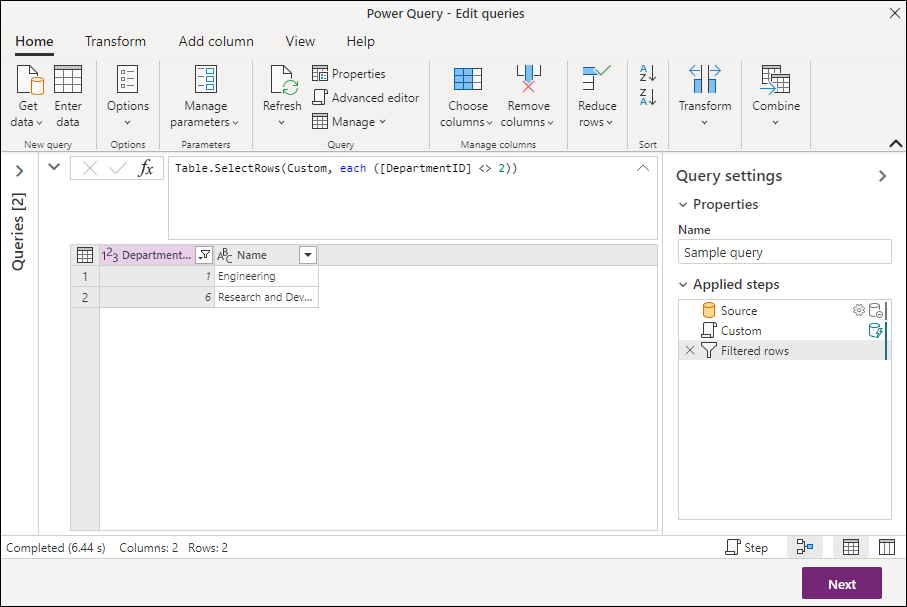 Power Query - Edit queries
Home Transform Add column View Help
Get data
Enter data
New query
Options
Options
Manage parameters
Parameters
Refresh
Properties
Advanced editor
Manage
Query
Choose columns
Remove columns
Manage columns
Reduce rows
A
Z
Z
A
Sort
Transform
Combine
Queries [2]
fx
Table.SelectRows(Custom, each ([DepartmentID] <> 2))
1²3 Department... ABC Name
1 1 Engineering
2 6 Research and Dev...
Query settings
Properties
Name
Sample query
Applied steps
Source
Custom
Filtered rows
Completed (6.44 s) Columns: 2 Rows: 2
Step
Next